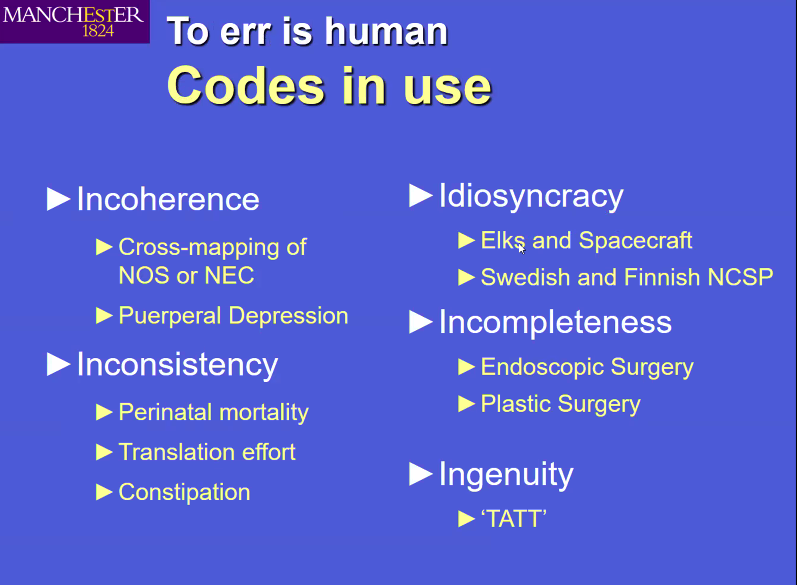 MANCHESTER
1824
To err is human
Codes in use
►Incoherence
►Cross-mapping of
NOS or NEC
►Puerperal Depression
►Inconsistency
►Perinatal mortality
►Translation effort
►Constipation
►Idiosyncracy
►Elks and Spacecraft
►Swedish and Finnish NCSP
►Incompleteness
►Endoscopic Surgery
►Plastic Surgery
►Ingenuity
►‘TATT’